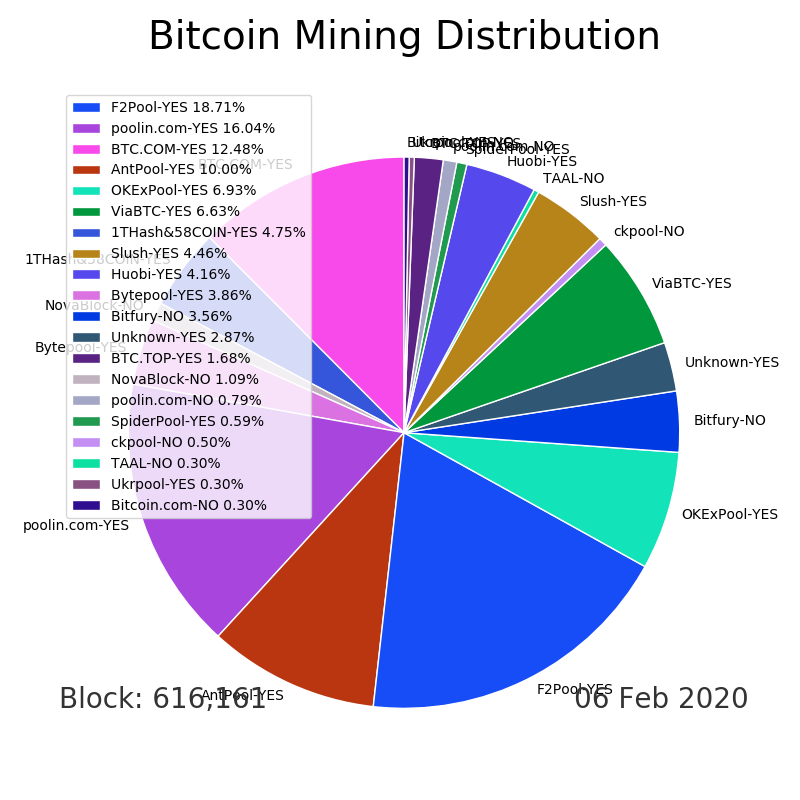 Bitcoin Mining Distribution
F2Pool-YES 18.71%
poolin.com-YES 16.04%
BTC.COM-YES 12.48%
AntPool-YES 10.00%
OKExPool-YES 6.93%
ViaBTC-YES 6.63%
1THash&58COIN-YES 4.75%
Slush-YES 4.46%
Huobi-YES 4.16%
Bytepool-YES 3.86%
Bitfury-NO 3.56%
Unknown-YES 2.87%
BTC.TOP-YES 1.68%
NovaBlock-NO 1.09%
poolin.com-NO 0.79%
SpiderPool-YES 0.59%
ckpool-NO 0.50%
TAAL-NO 0.30%
Ukrpool-YES 0.30%
Bitcoin.com-NO 0.30%
BTC.COM-YES
1THash&58COIN-YES
NovaBlock-NO
Bytepool-YES
poolin.com-YES
AntPool-YES
F2Pool-YES
OKExPool-YES
Bitfury-NO
Unknown-YES
ViaBTC-YES
ckpool-NO
Slush-YES
TAAL-NO
Huobi-YES
SpiderPool-YES
Block: 616,161
06 Feb 2020